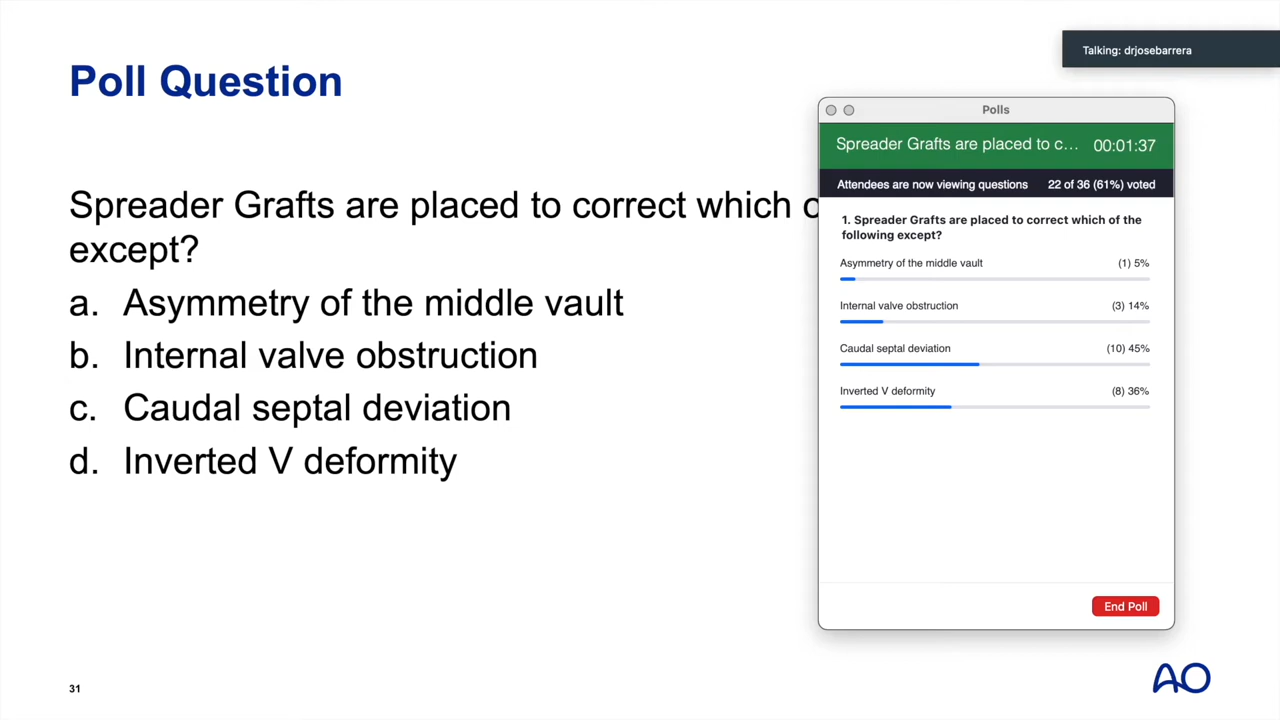 Poll Question
Talking: drjosebarrera
Spreader Grafts are placed to correct which
except?
a. Asymmetry of the middle vault
b. Internal valve obstruction
c. Caudal septal deviation
d. Inverted V deformity
Polls
Spreader Grafts are placed to c... 00:01:37
Attendees are now viewing questions 22 of 36 (61%) voted
1. Spreader Grafts are placed to correct which of the
following except?
Asymmetry of the middle vault (1) 5%
Internal valve obstruction (3) 14%
Caudal septal deviation (10) 45%
Inverted V deformity (8) 36%
End Poll
31
AO